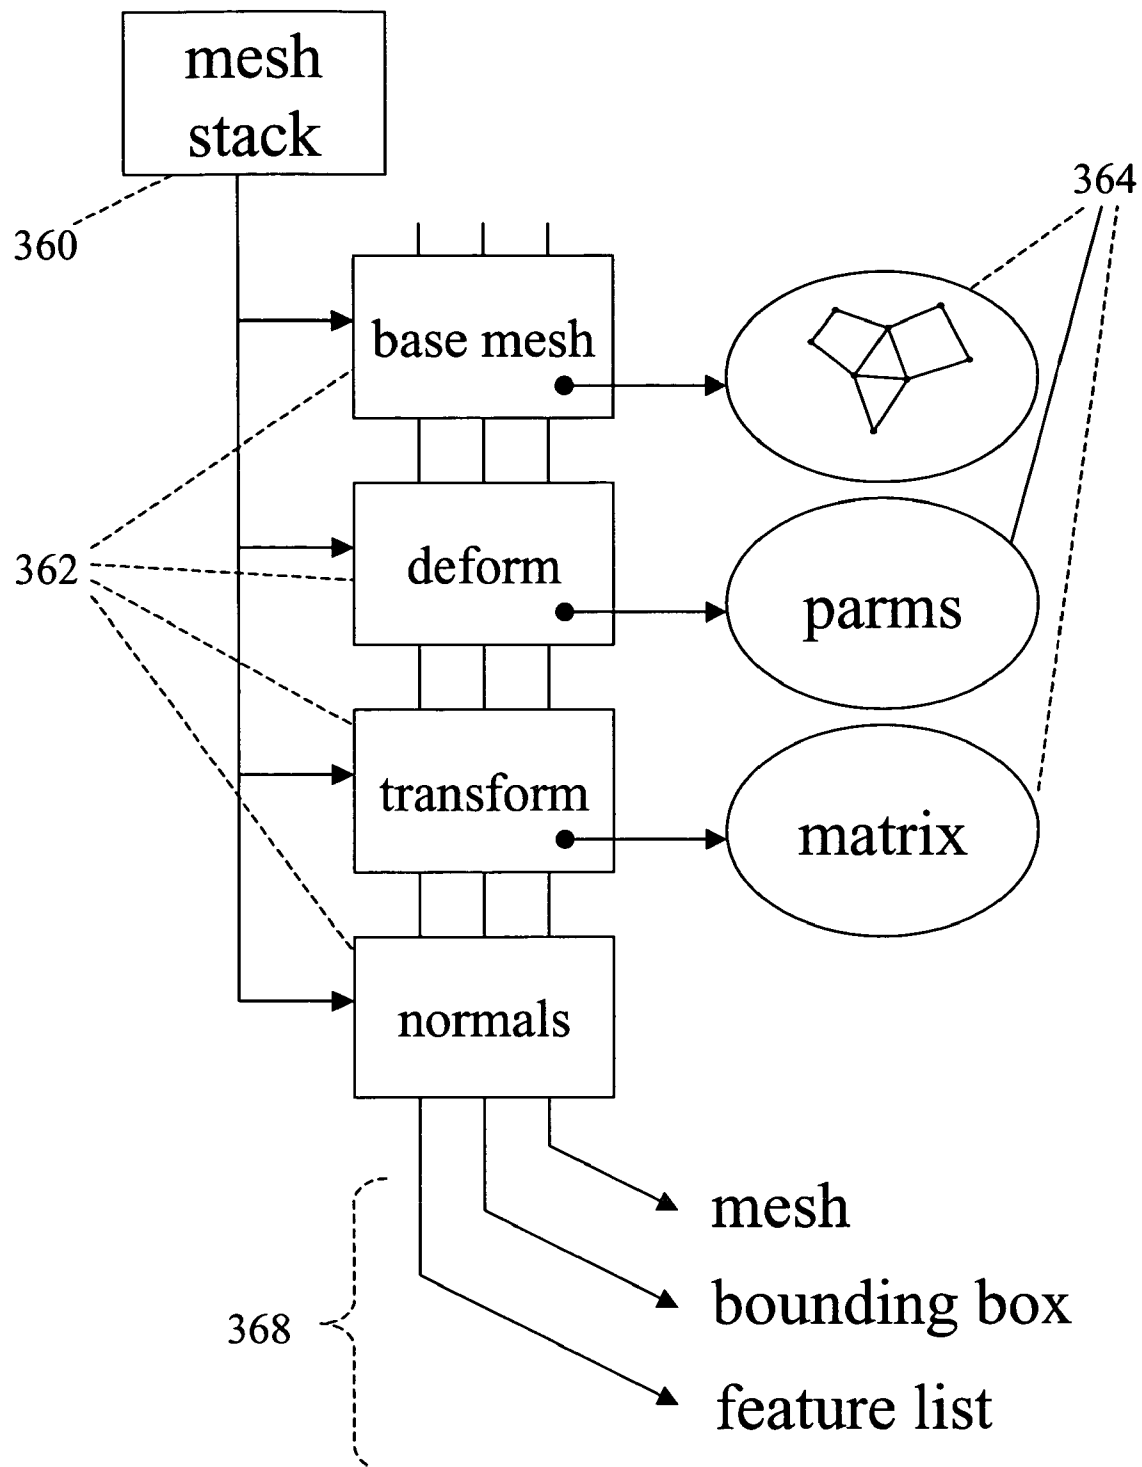 mesh
stack
364
360
base mesh
362
deform
parms
transform
matrix
normals
mesh
bounding box
368
feature list